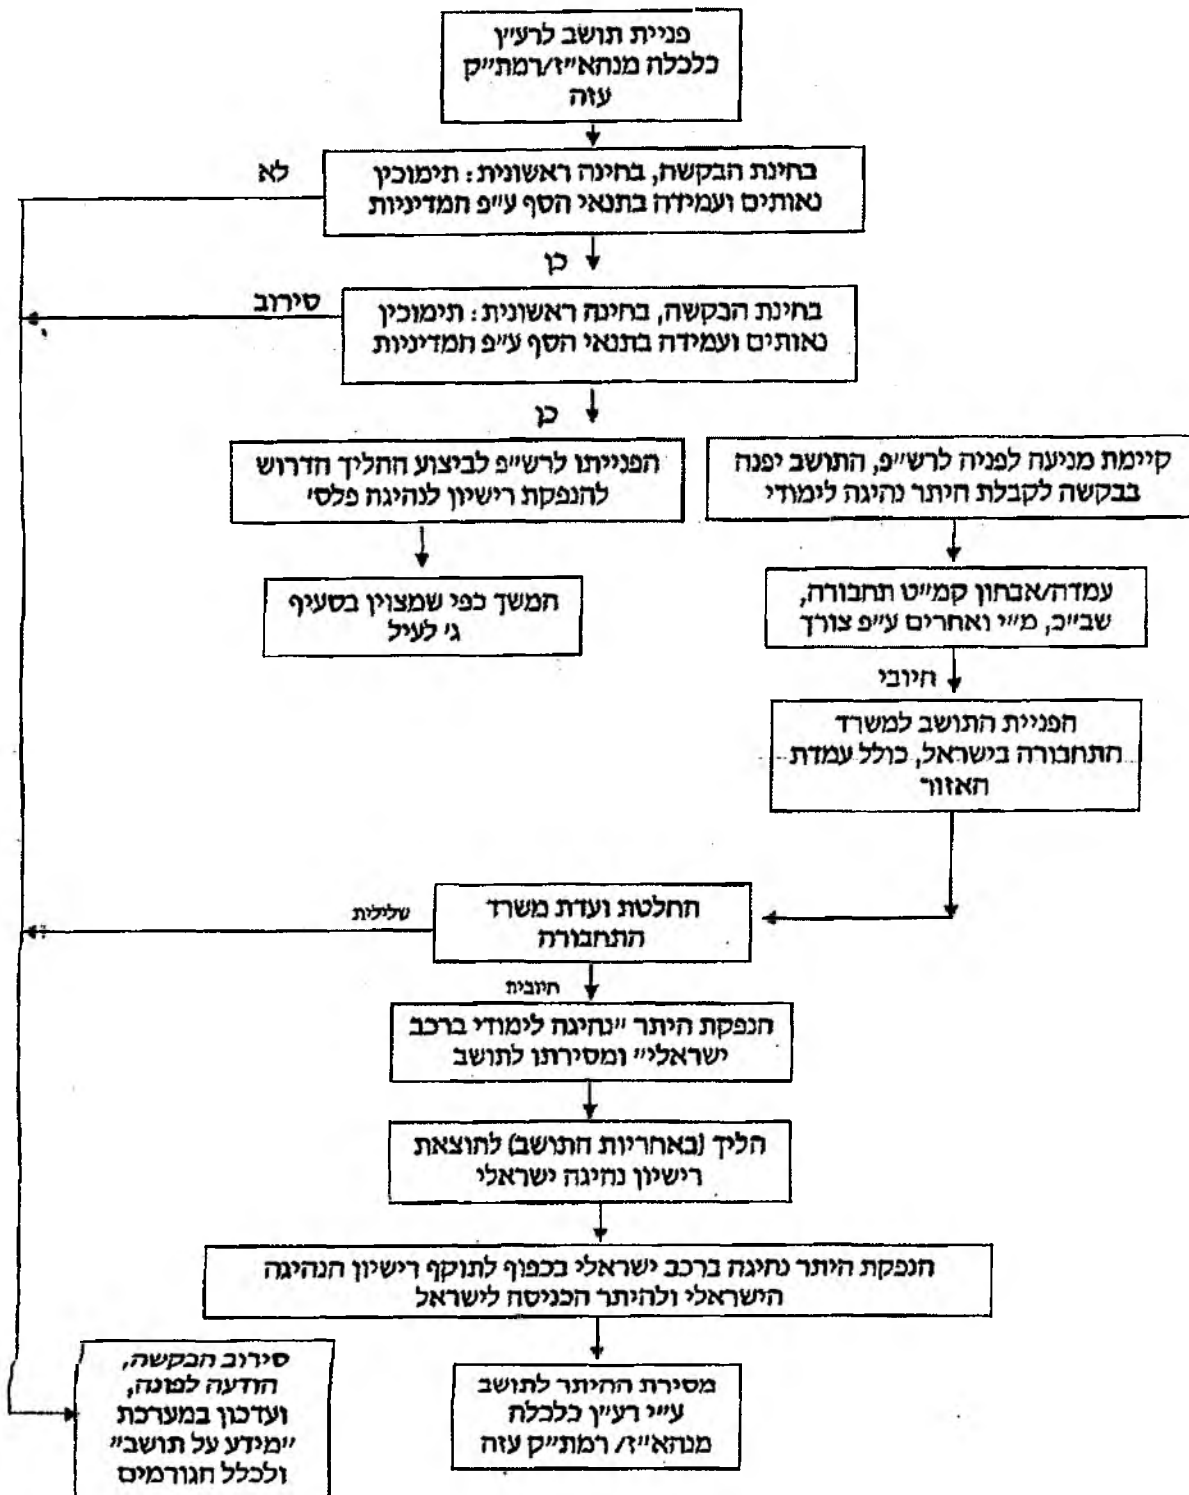 פניית תושב לרע״ן
כלכלה מנהא״ז/רמת״ק
עזה
לא
בחינת הבקשה, בחינה ראשונית: תימוכין
נאותים ועמידה בתנאי הסף ע״פ המדיניות
כן
סירוב
בחינת הבקשה, בחינה ראשונית: תימוכין
נאותים ועמידה בתנאי הסף ע״פ המדיניות
כן
קיימת מניעה לפניה לרש״פ, התושב יפנה
בבקשה לקבלת היתר נהיגה לימודי
הפנייתו לרש״פ לביצוע ההליך הדרוש
להנפקת רישיון לנהיגה פלס׳
עמדה/אבחון קמ״ט תחבורה,
שב״כ, מ״י ואחרים ע״פ צורך
המשך כפי שמצוין בסעיף
ג׳ לעיל
חיובי
הפניית התושב למשרד
התחבורה בישראל, כולל עמדת
האזור
החלטת ועדת משרד
התחבורה
שלילית
חיובית
הנפקת היתר ״נהיגה לימודי ברכב
ישראלי״ ומסירתו לתושב
הליך (באחריות התושב) להוצאת
רישיון נהיגה ישראלי
הנפקת היתר נהיגה ברכב ישראלי בכפוף לתוקף רישיון הנהיגה
הישראלי ולהיתר הכניסה לישראל
מסירת ההיתר לתושב
ע״י רע״ן כלכלה
מנהא״ז/ רמת״ק עזה
סירוב הבקשה,
הודעה לפונה,
ועדכון במערכת
״מידע על תושב״
ולכלל הגורמים